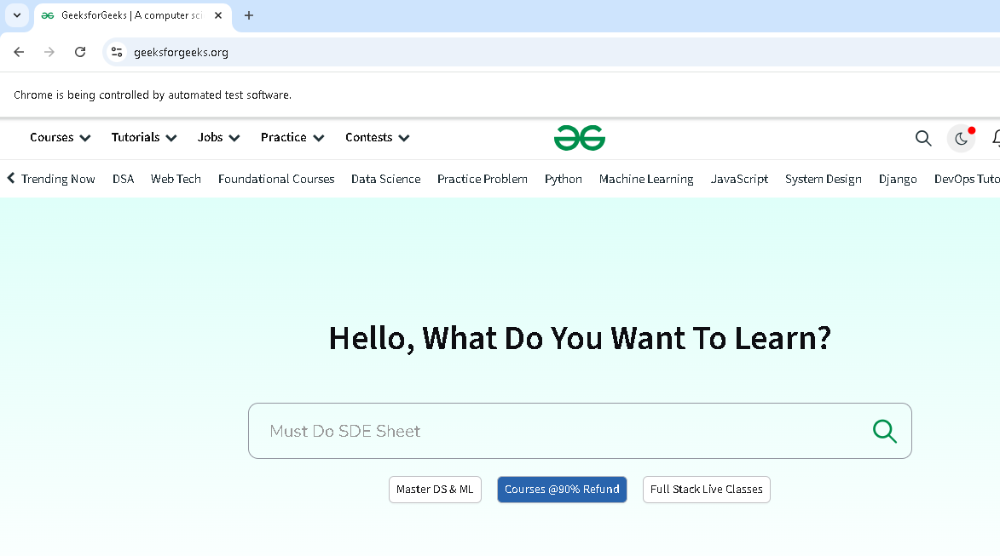 GeeksforGeeks | A computer sci
geeksforgeeks.org
Chrome is being controlled by automated test software.
Courses Tutorials Jobs Practice Contests
Trending Now DSA Web Tech Foundational Courses Data Science Practice Problem Python Machine Learning JavaScript System Design Django DevOps Tuto
Hello, What Do You Want To Learn?
Must Do SDE Sheet
Master DS & ML Courses @90% Refund Full Stack Live Classes